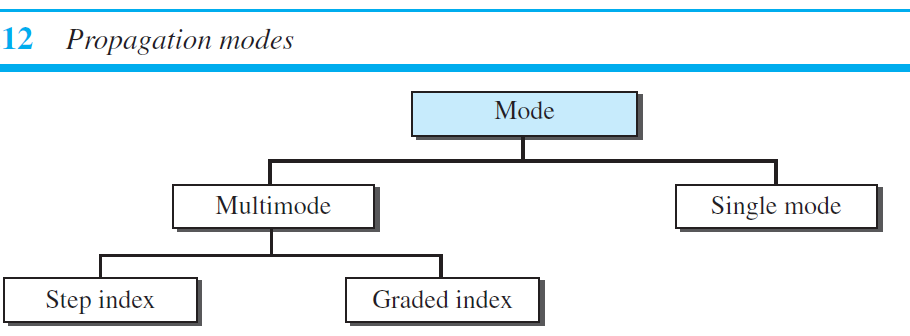 12 Propagation modes
Mode
Multimode
Single mode
Step index
Graded index